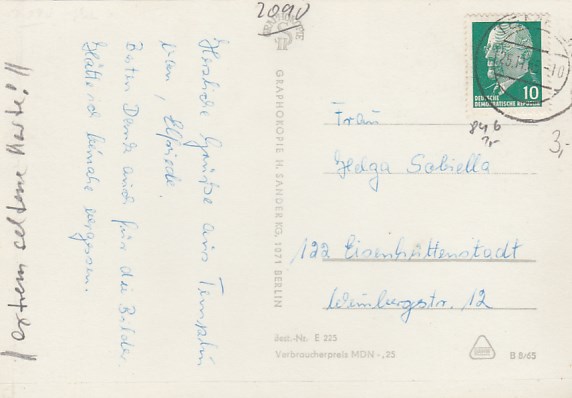 2090
Herzliche Grüße aus Templin
von Elfriede.
Besten Dank auch für die Bilder.
Hätte es beinahe vergessen.
!! extrem seltene Karte! !!
GRAPHOKOPIE H. SANDER KG, 1071 BERLIN
10
DEUTSCHE
DEMOKRATISCHE REPUBLIK
846
3,-
Frau
Helga Sabiella
122 Eisenhüttenstadt
Weinbergstr. 12
Best.-Nr. E 225
Verbraucherpreis MDN -,25
B 8/65